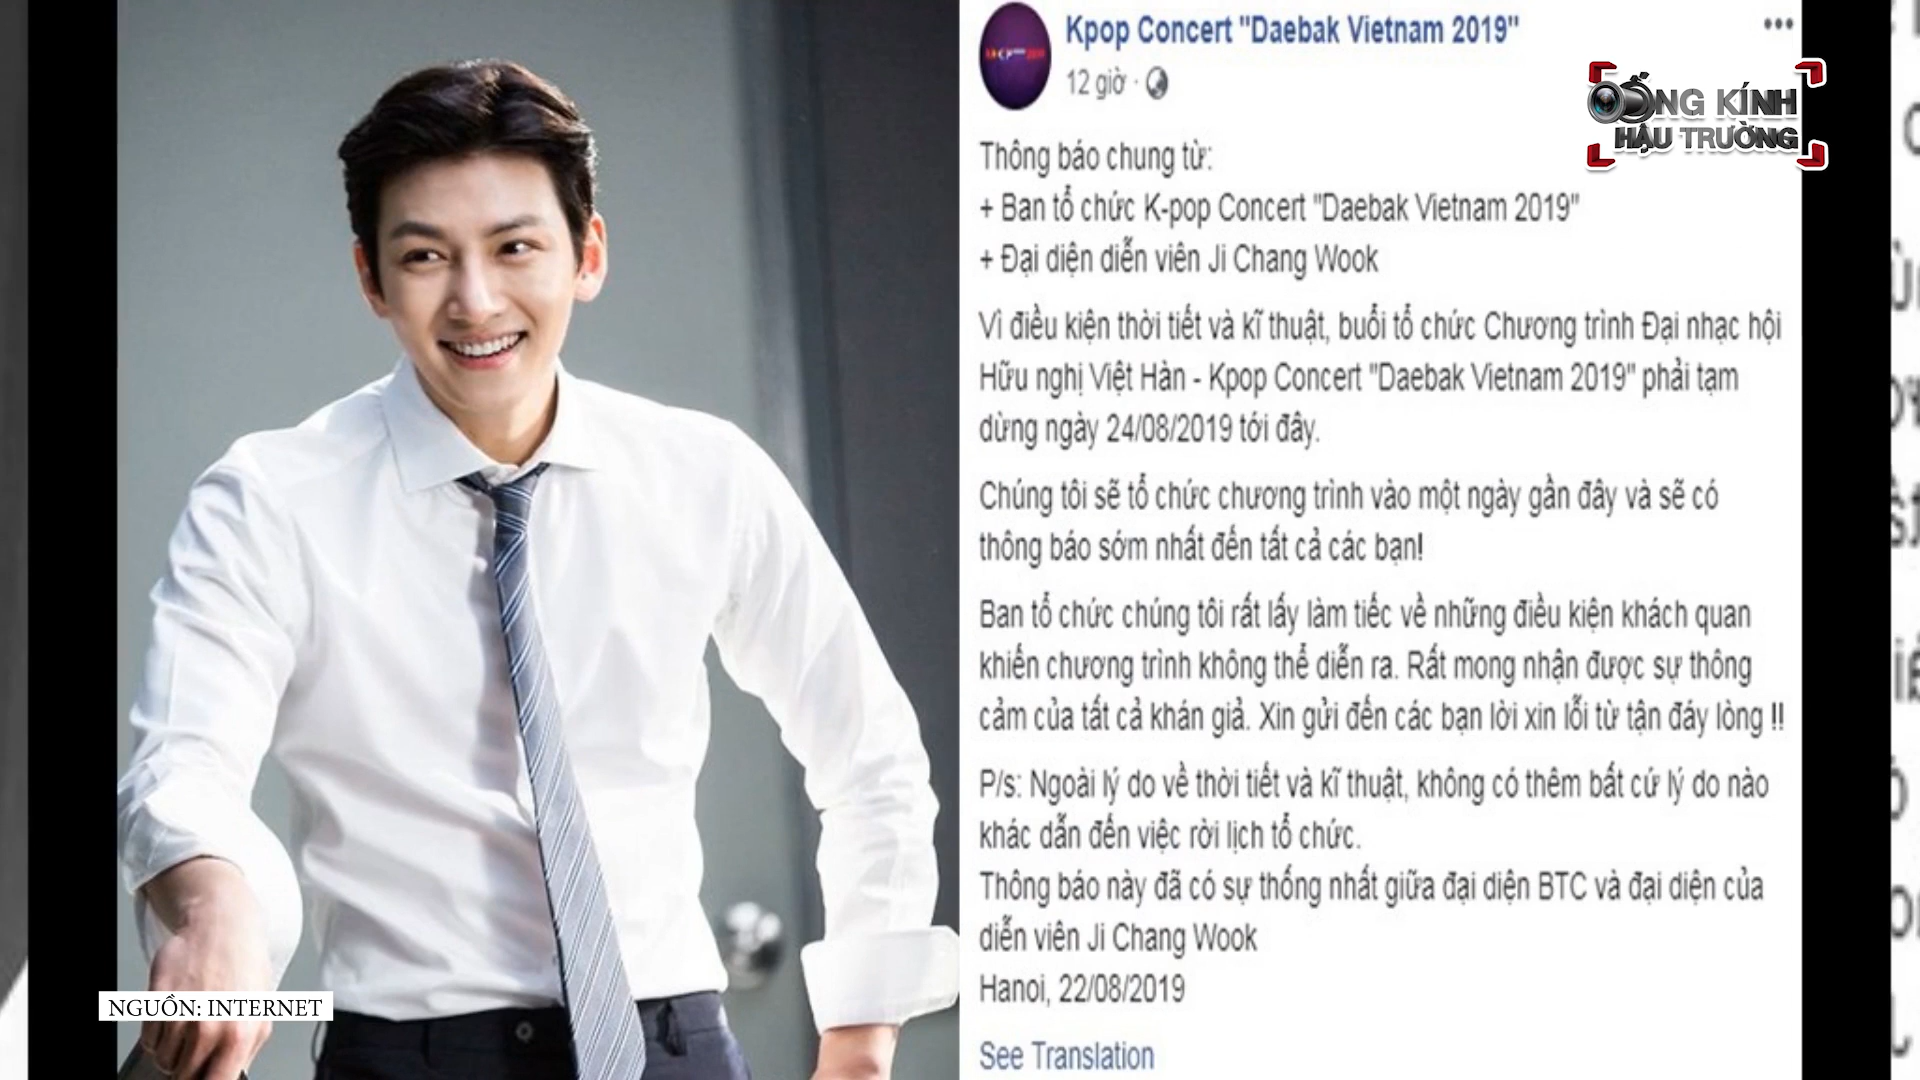 Kpop Concert "Daebak Vietnam 2019"
12 giờ ·
ỐNG KÍNH
HẬU TRƯỜNG
Thông báo chung từ:
+ Ban tổ chức K-pop Concert "Daebak Vietnam 2019"
+ Đại diện diễn viên Ji Chang Wook
Vì điều kiện thời tiết và kĩ thuật, buổi tổ chức Chương trình Đại nhạc hội
Hữu nghị Việt Hàn - Kpop Concert "Daebak Vietnam 2019" phải tạm
dừng ngày 24/08/2019 tới đây.
Chúng tôi sẽ tổ chức chương trình vào một ngày gần đây và sẽ có
thông báo sớm nhất đến tất cả các bạn!
Ban tổ chức chúng tôi rất lấy làm tiếc về những điều kiện khách quan
khiến chương trình không thể diễn ra. Rất mong nhận được sự thông
cảm của tất cả khán giả. Xin gửi đến các bạn lời xin lỗi từ tận đáy lòng !!
P/s: Ngoài lý do về thời tiết và kĩ thuật, không có thêm bất cứ lý do nào
khác dẫn đến việc rời lịch tổ chức.
Thông báo này đã có sự thống nhất giữa đại diện BTC và đại diện của
diễn viên Ji Chang Wook
Hanoi, 22/08/2019
See Translation
NGUỒN: INTERNET